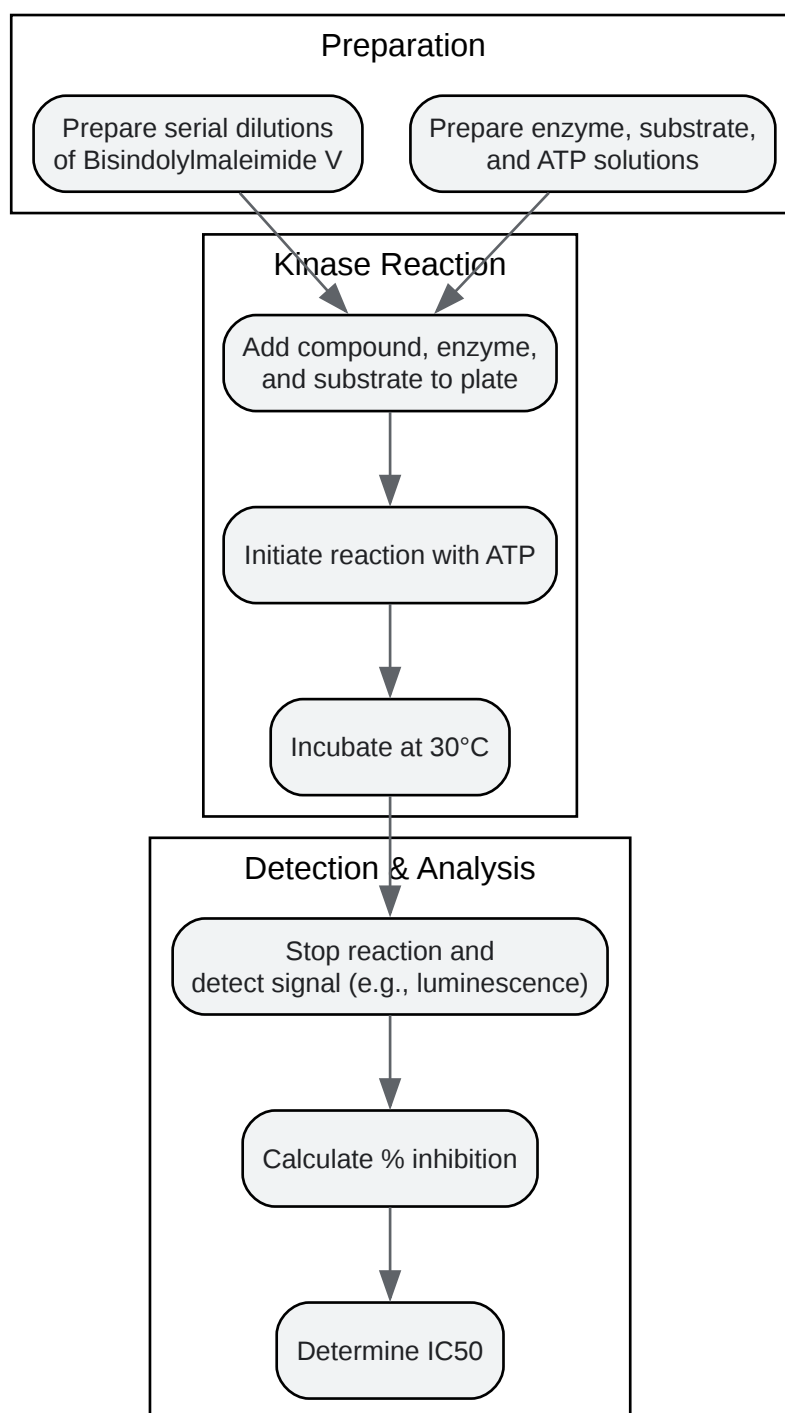 Preparation
Prepare serial dilutions
of Bisindolylmaleimide V
Prepare enzyme, substrate,
and ATP solutions
Kinase Reaction
Add compound, enzyme,
and substrate to plate
Initiate reaction with ATP
Incubate at 30°C
Detection & Analysis
Stop reaction and
detect signal (e.g., luminescence)
Calculate % inhibition
Determine IC50